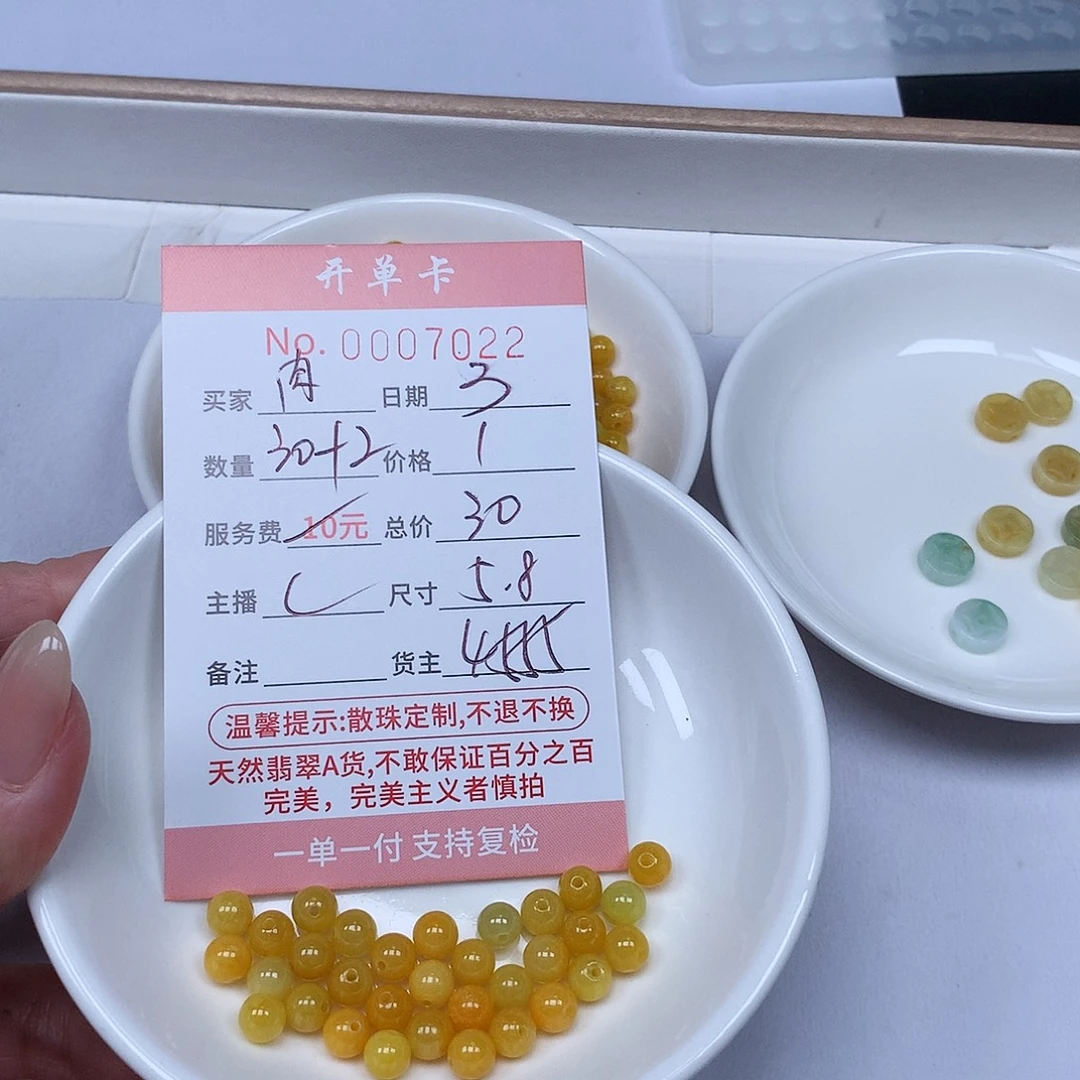 开单卡
No. 0007022
买家 肖 日期 3
数量 30+2 价格 1
服务费 10元 总价 30
主播 尺寸 5.8
备注 货主
温馨提示:散珠定制,不退不换
天然翡翠A货,不敢保证百分之百
完美，完美主义者慎拍
一单一付 支持复检